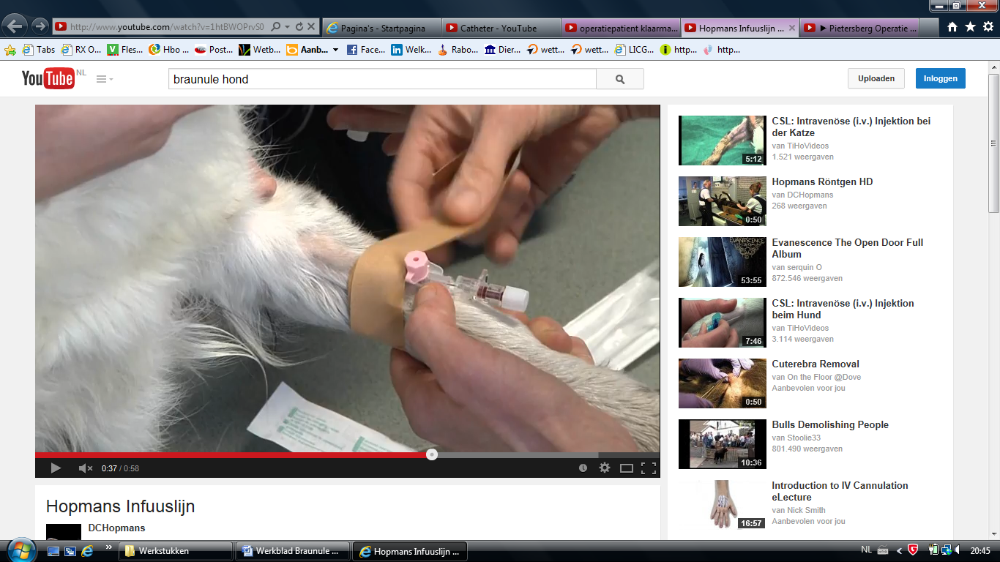 http://www.youtube.com/watch?v=1htBWOPrvS0
Pagina's - Startpagina
Catheter - YouTube
operatiepatient klaarma...
Hopmans Infuuslijn ...
► Pietersberg Operatie ...
Tabs
RX O...
Fles...
Hbo ...
Post...
Wetb...
Aanb...
Face...
Welk...
Rabo...
Dier...
wett...
wett...
LICG...
http...
http...
YouTube NL
braunule hond
Uploaden
Inloggen
CSL: Intravenöse (i.v.) Injektion bei
der Katze
van TiHoVideos
1.521 weergaven
5:12
Hopmans Röntgen HD
van DCHopmans
268 weergaven
0:50
Evanescence The Open Door Full
Album
van serquin O
872.546 weergaven
EVANESCENCE
53:55
CSL: Intravenöse (i.v.) Injektion
beim Hund
van TiHoVideos
3.114 weergaven
7:46
Cuterebra Removal
van On the Floor @Dove
Aanbevolen voor jou
0:50
Bulls Demolishing People
van Stoolie33
801.490 weergaven
10:36
Introduction to IV Cannulation
eLecture
van Nick Smith
Aanbevolen voor jou
16:57
0:37 / 0:58
Hopmans Infuuslijn
DCHopmans
Werkstukken
Werkblad Braunule ...
Hopmans Infuuslijn ...
NL
20:45